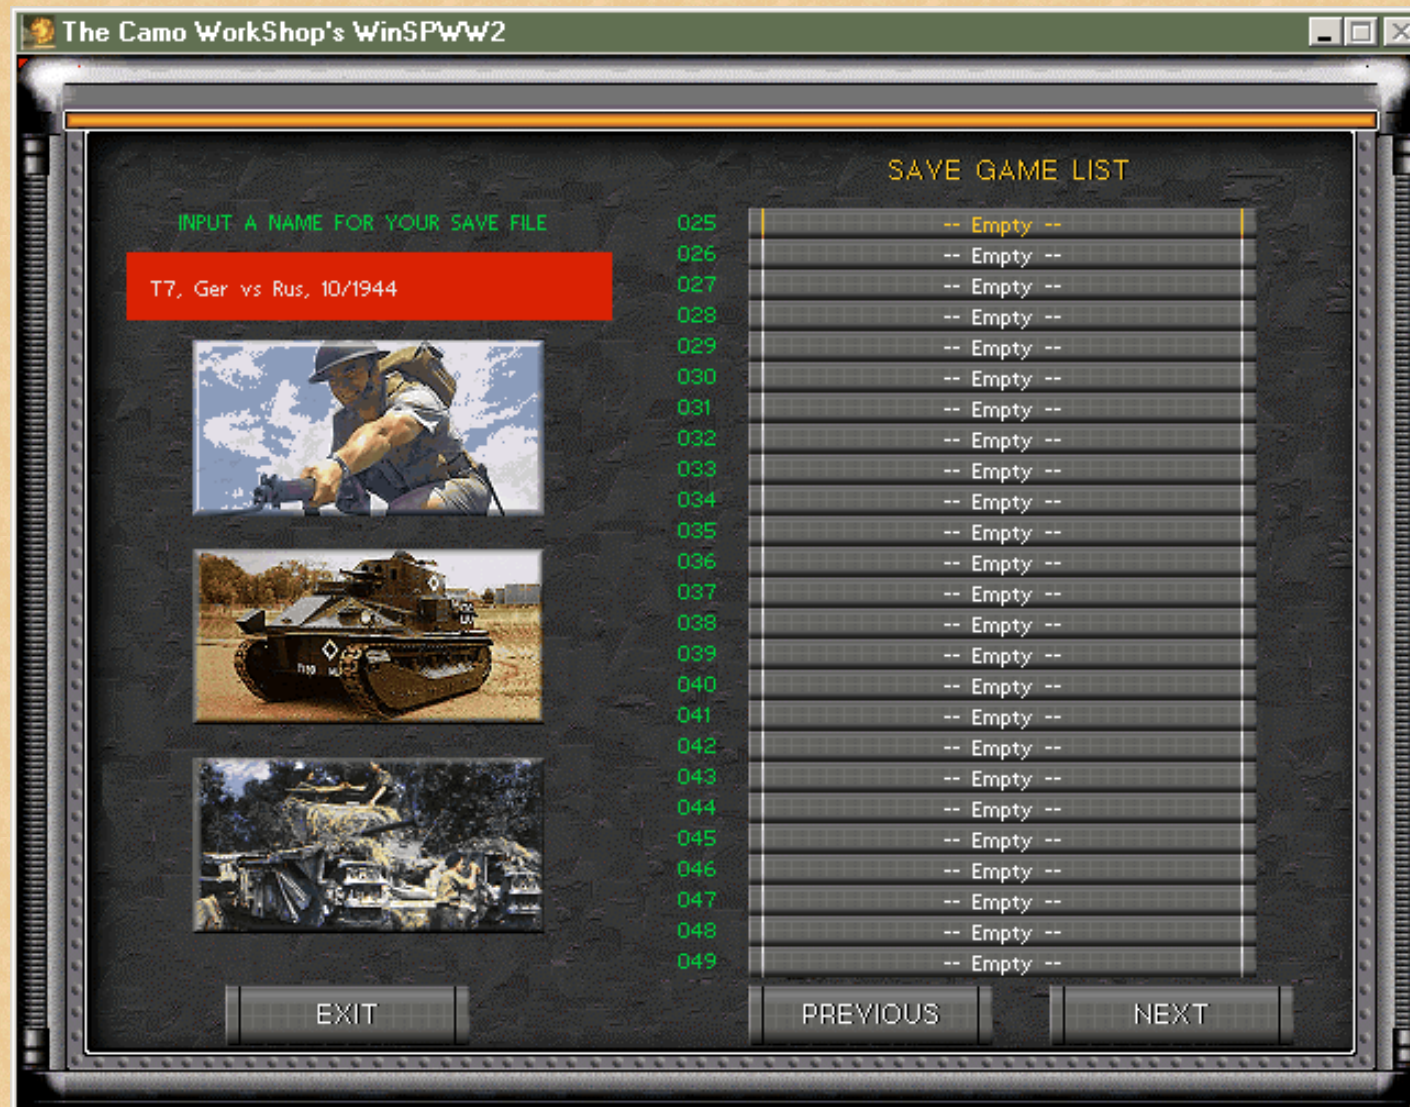 The Camo WorkShop's WinSPWW2
SAVE GAME LIST
INPUT A NAME FOR YOUR SAVE FILE
T7, Ger vs Rus, 10/1944
025 -- Empty --
026 -- Empty --
027 -- Empty --
028 -- Empty --
029 -- Empty --
030 -- Empty --
031 -- Empty --
032 -- Empty --
033 -- Empty --
034 -- Empty --
035 -- Empty --
036 -- Empty --
037 -- Empty --
038 -- Empty --
039 -- Empty --
040 -- Empty --
041 -- Empty --
042 -- Empty --
043 -- Empty --
044 -- Empty --
045 -- Empty --
046 -- Empty --
047 -- Empty --
048 -- Empty --
049 -- Empty --
EXIT
PREVIOUS
NEXT